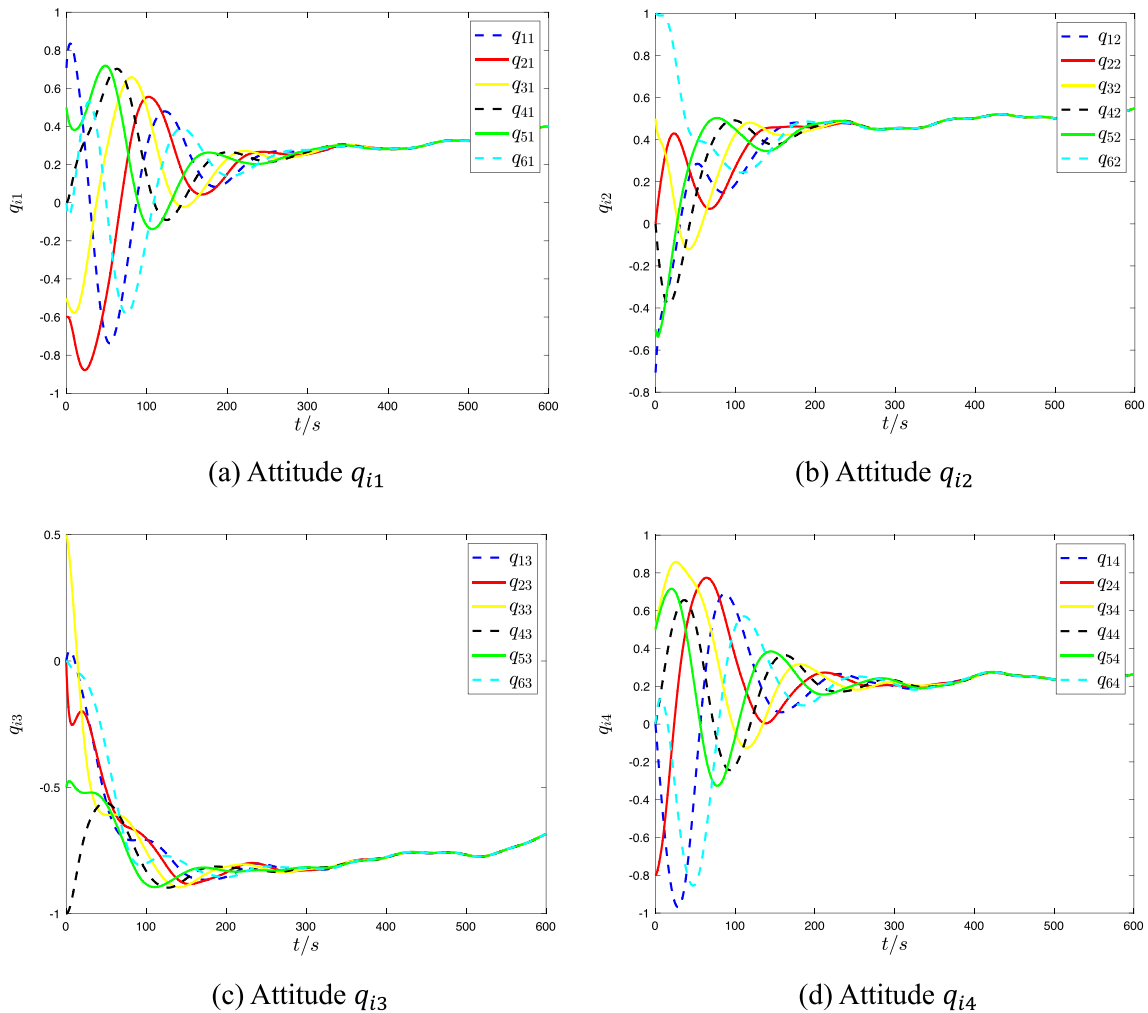 1
0.8
0.6
0.4
0.2
0
-0.2
-0.4
-0.6
-0.8
-1
0 100 200 300 400 500 600
q_{i1}
t/s
q_{11}
q_{21}
q_{31}
q_{41}
q_{51}
q_{61}
(a) Attitude q_{i1}
1
0.8
0.6
0.4
0.2
0
-0.2
-0.4
-0.6
-0.8
0 100 200 300 400 500 600
q_{i2}
t/s
q_{12}
q_{22}
q_{32}
q_{42}
q_{52}
q_{62}
(b) Attitude q_{i2}
0.5
0
-0.5
-1
0 100 200 300 400 500 600
q_{i3}
t/s
q_{13}
q_{23}
q_{33}
q_{43}
q_{53}
q_{63}
(c) Attitude q_{i3}
1
0.8
0.6
0.4
0.2
0
-0.2
-0.4
-0.6
-0.8
-1
0 100 200 300 400 500 600
q_{i4}
t/s
q_{14}
q_{24}
q_{34}
q_{44}
q_{54}
q_{64}
(d) Attitude q_{i4}